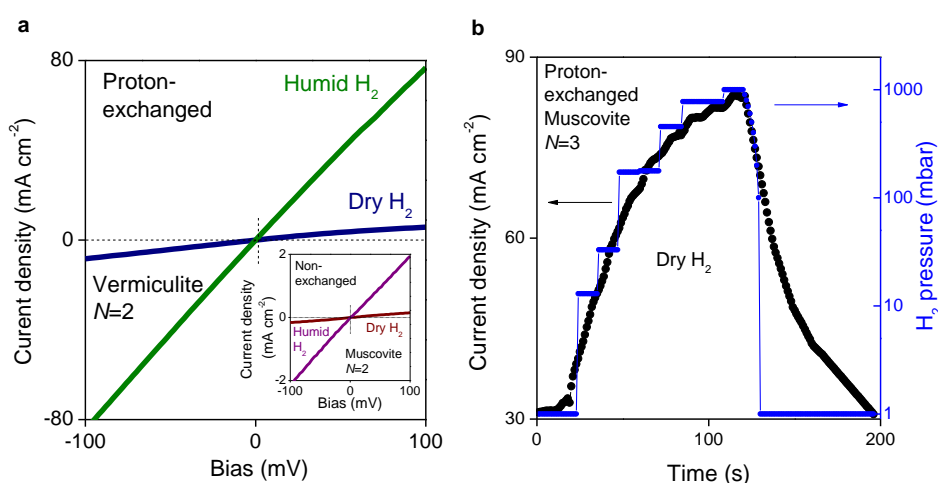 a
80
0
-80
Current density (mA cm-2)
Proton-
exchanged
Humid H2
Dry H2
Vermiculite
N=2
-100
0
100
Bias (mV)
2
0
-2
Current density
(mA cm-2)
Non-
exchanged
Humid
H2
Dry H2
Muscovite
N=2
-100
0
100
Bias (mV)
b
90
60
30
Current density (mA cm-2)
Proton-
exchanged
Muscovite
N=3
Dry H2
0
100
200
Time (s)
1000
100
10
1
H2 pressure (mbar)